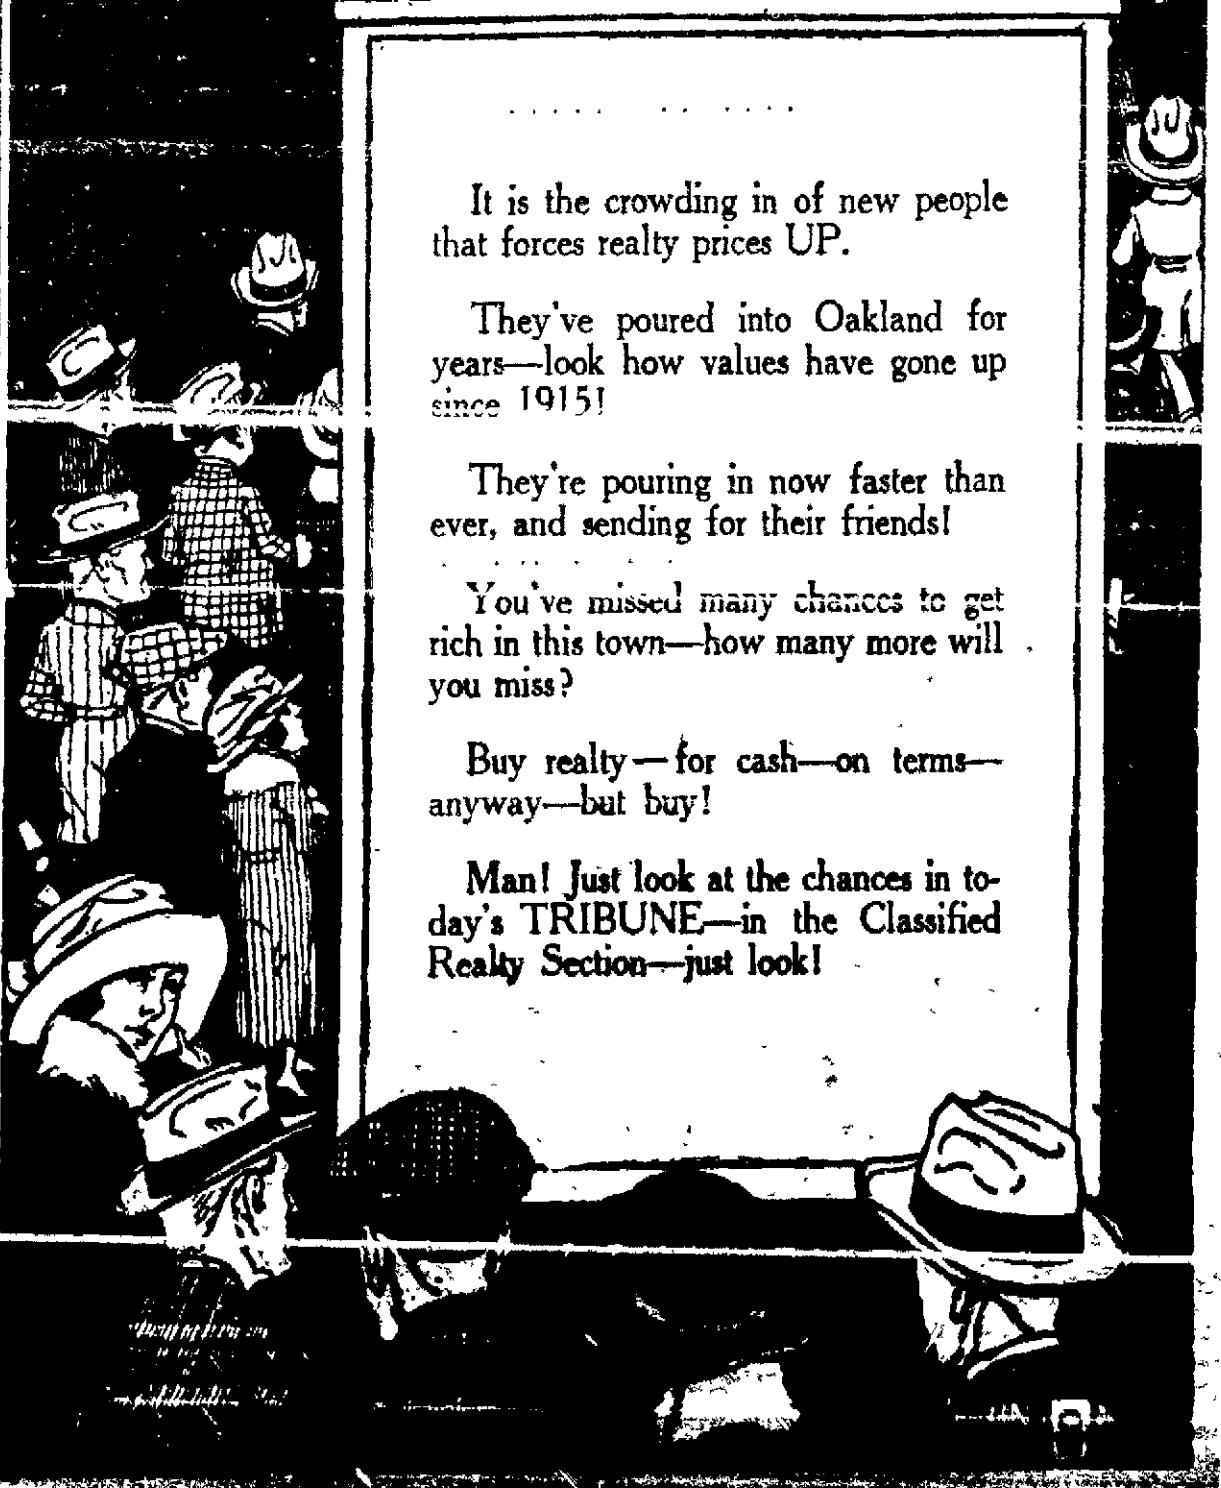 It is the crowding in of new people
that forces realty prices UP.
They've poured into Oakland for
years—look how values have gone up
since 1915!
They're pouring in now faster than
ever, and sending for their friends!
You've missed many chances to get
rich in this town—how many more will
you miss?
Buy realty—for cash—on terms—
anyway—but buy!
Man! Just look at the chances in to-
day's TRIBUNE—in the Classified
Realty Section—just look!